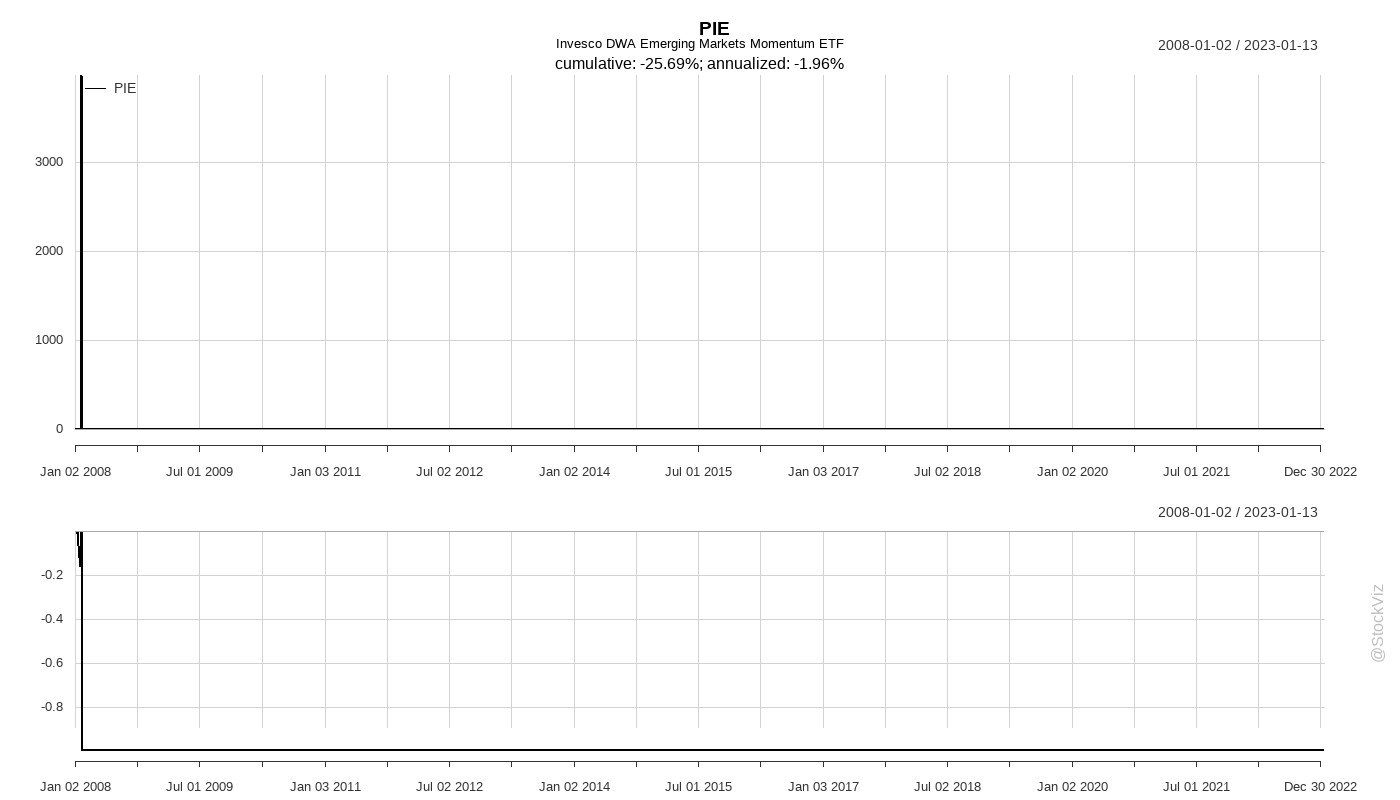 PIE
Invesco DWA Emerging Markets Momentum ETF
cumulative: -25.69%; annualized: -1.96%
2008-01-02 / 2023-01-13
PIE
3000
2000
1000
0
Jan 02 2008 Jul 01 2009 Jan 03 2011 Jul 02 2012 Jan 02 2014 Jul 01 2015 Jan 03 2017 Jul 02 2018 Jan 02 2020 Jul 01 2021 Dec 30 2022
2008-01-02 / 2023-01-13
-0.2
-0.4
-0.6
-0.8
Jan 02 2008 Jul 01 2009 Jan 03 2011 Jul 02 2012 Jan 02 2014 Jul 01 2015 Jan 03 2017 Jul 02 2018 Jan 02 2020 Jul 01 2021 Dec 30 2022
@StockViz